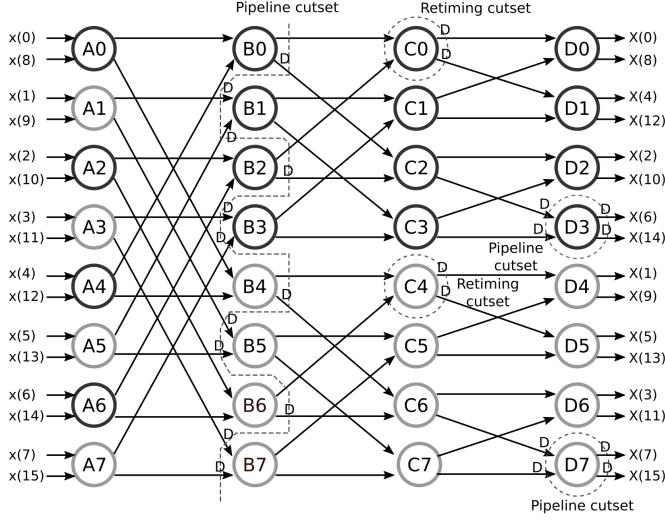 Pipeline cutset
Retiming cutset
x(0)
x(8)
A0
B0
D
C0
D
D
D0
X(0)
X(8)
x(1)
x(9)
A1
D
B1
C1
D1
X(4)
X(12)
x(2)
x(10)
A2
D
B2
D
C2
D2
X(2)
X(10)
x(3)
x(11)
A3
D
D
B3
C3
D
D
D3
D
D
X(6)
X(14)
Pipeline
cutset
x(4)
x(12)
A4
B4
D
C4
D
Retiming
cutset
D4
X(1)
X(9)
x(5)
x(13)
A5
D
D
B5
C5
D5
X(5)
X(13)
x(6)
x(14)
A6
B6
D
C6
D6
X(3)
X(11)
x(7)
x(15)
A7
D
D
B7
C7
D
D
D7
D
D
X(7)
X(15)
Pipeline cutset